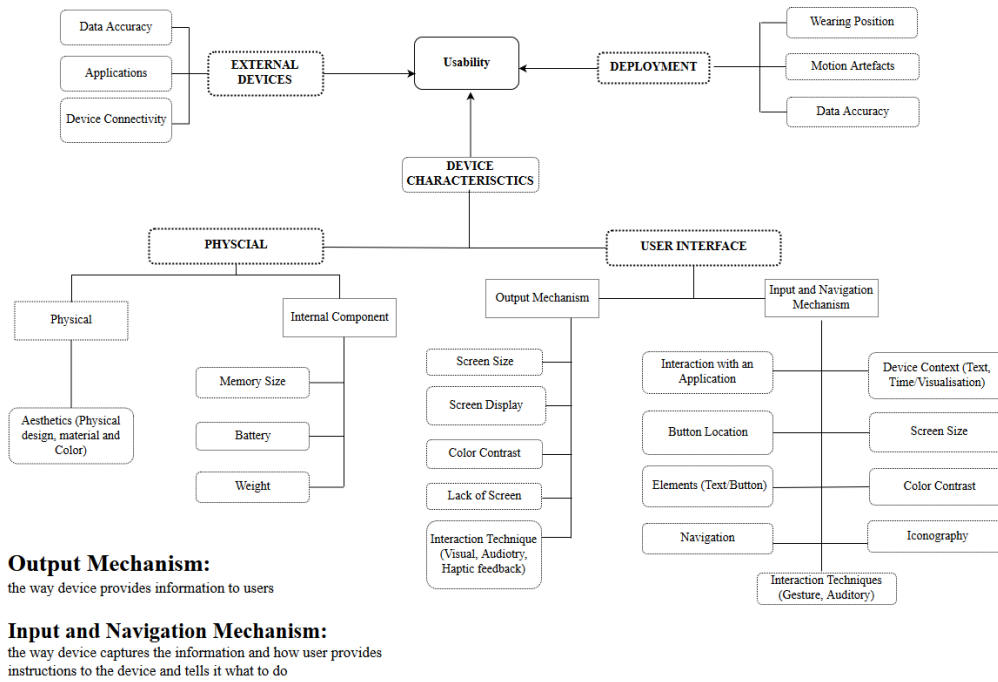 Data Accuracy
Applications
Device Connectivity
EXTERNAL
DEVICES
Usability
DEPLOYMENT
Wearing Position
Motion Artefacts
Data Accuracy
DEVICE
CHARACTERISCTICS
PHYSCIAL
USER INTERFACE
Physical
Internal Component
Aesthetics (Physical
design, material and
Color)
Memory Size
Battery
Weight
Output Mechanism
Input and Navigation
Mechanism
Screen Size
Screen Display
Color Contrast
Lack of Screen
Interaction Technique
(Visual, Audiotry,
Haptic feedback)
Interaction with an
Application
Button Location
Elements (Text/Button)
Navigation
Device Context (Text,
Time/Visualisation)
Screen Size
Color Contrast
Iconography
Interaction Techniques
(Gesture, Auditory)
Output Mechanism:
the way device provides information to users
Input and Navigation Mechanism:
the way device captures the information and how user provides
instructions to the device and tells it what to do